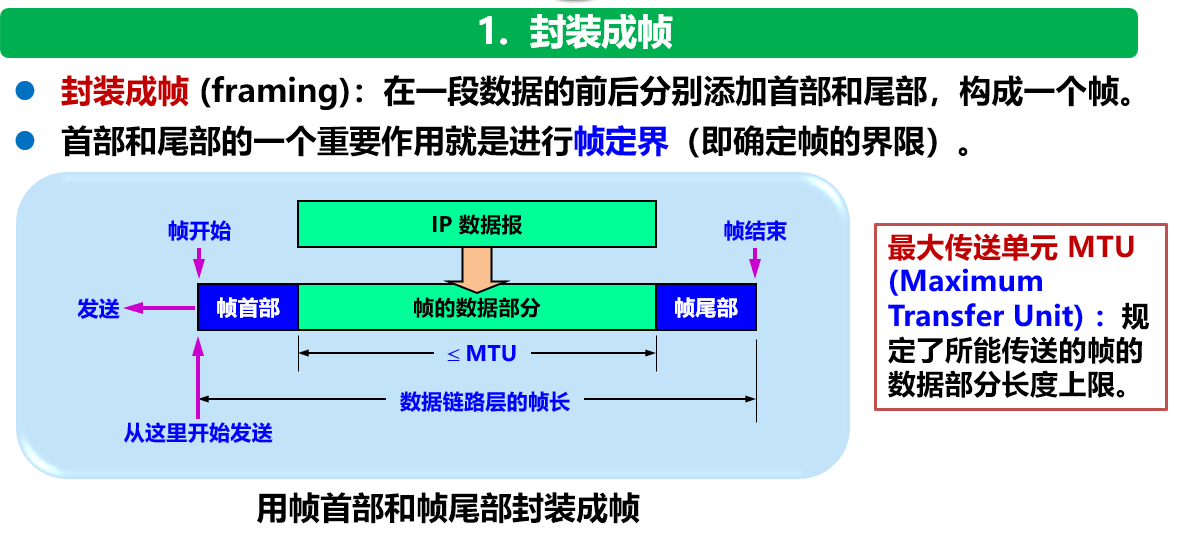 1. 封装成帧
封装成帧 (framing)：在一段数据的前后分别添加首部和尾部，构成一个帧。
首部和尾部的一个重要作用就是进行帧定界（即确定帧的界限）。
IP 数据报
帧开始
帧结束
发送
帧首部
帧的数据部分
帧尾部
≤ MTU
数据链路层的帧长
从这里开始发送
最大传送单元 MTU
(Maximum
Transfer Unit) ：规
定了所能传送的帧的
数据部分长度上限。
用帧首部和帧尾部封装成帧